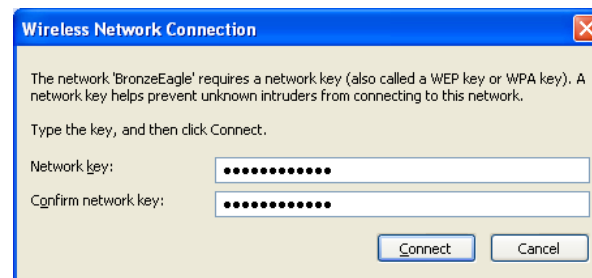 Wireless Network Connection
The network 'BronzeEagle' requires a network key (also called a WEP key or WPA key). A
network key helps prevent unknown intruders from connecting to this network.
Type the key, and then click Connect.
Network key: ●●●●●●●●●●●●
Confirm network key: ●●●●●●●●●●●●
Connect Cancel